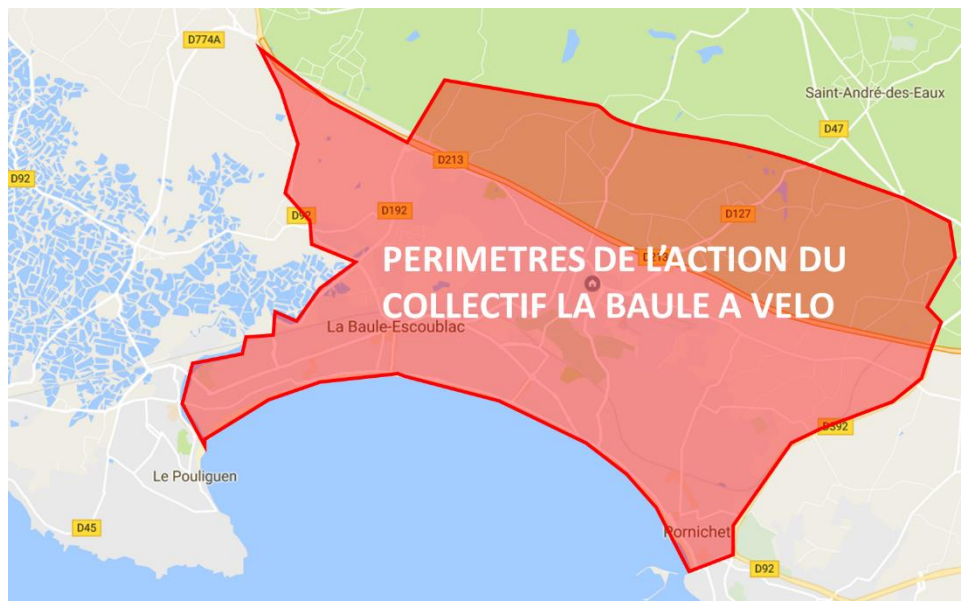 D774A
Saint-André-des-Eaux
D47
D213
D92
D192
D92
D127
PERIMETRES DE L'ACTION DU
D213
COLLECTIF LA BAULE A VELO
La Baule-Escoublac
D392
Le Pouliguen
D45
Pornichet
D92